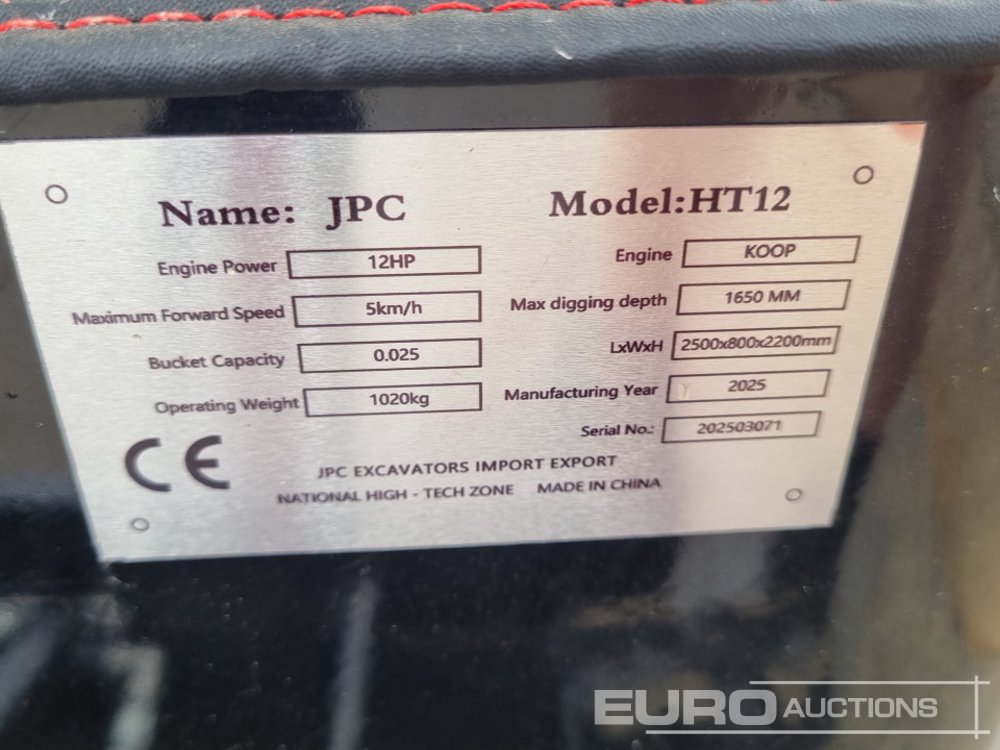 Name: JPC
Model:HT12
Engine Power 12HP
Engine KOOP
Maximum Forward Speed 5km/h
Max digging depth 1650 MM
Bucket Capacity 0.025
LxWxH 2500x800x2200mm
Operating Weight 1020kg
Manufacturing Year 2025
Serial No.: 202503071
CE
JPC EXCAVATORS IMPORT EXPORT
NATIONAL HIGH - TECH ZONE MADE IN CHINA
EURO AUCTIONS